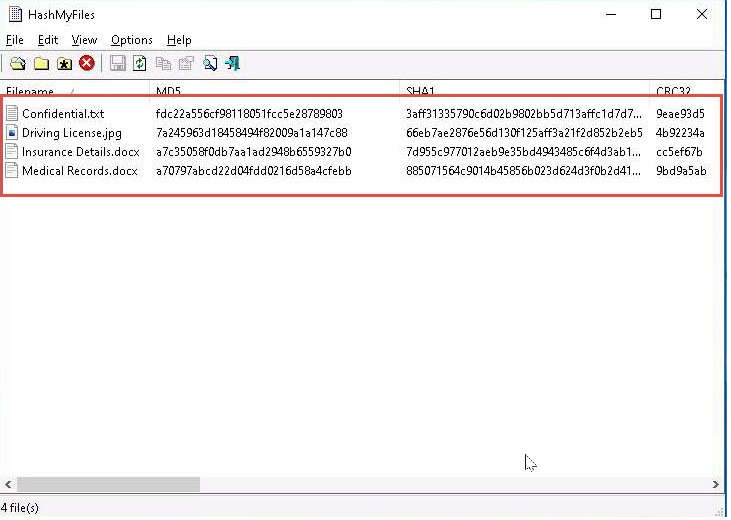 HashMyFiles
File Edit View Options Help
Filename MD5 SHA1 CRC32
Confidential.txt fdc22a556cf98118051fcc5e28789803 3aff31335790c6d02b9802bb5d713affc1d7d7... 9eae93d5
Driving License.jpg 7a245963d18458494f82009a1a147c88 66eb7ae2876e56d130f125aff3a21f2d852b2eb5 4b92234a
Insurance Details.docx a7c35058f0db7aa1ad2948b6559327b0 7d955c977012aeb9e35bd4943485c6f4d3ab1... cc5ef67b
Medical Records.docx a70797abcd22d04fdd0216d58a4cfebb 885071564c9014b45856b023d624d3f0b2d41... 9bd9a5ab
4 file(s)